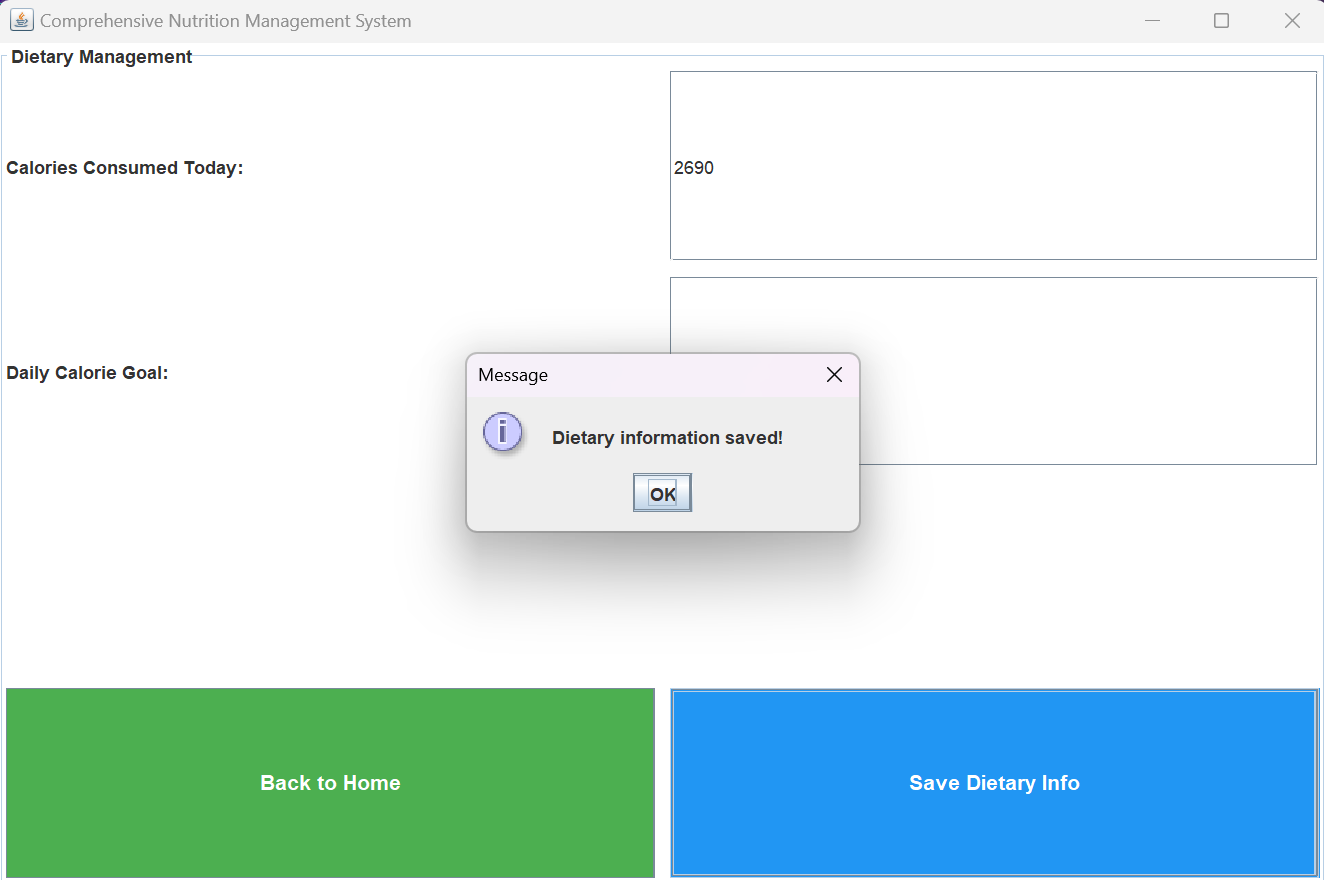 Comprehensive Nutrition Management System
Dietary Management
Calories Consumed Today:
2690
Daily Calorie Goal:
Message
Dietary information saved!
OK
Back to Home
Save Dietary Info